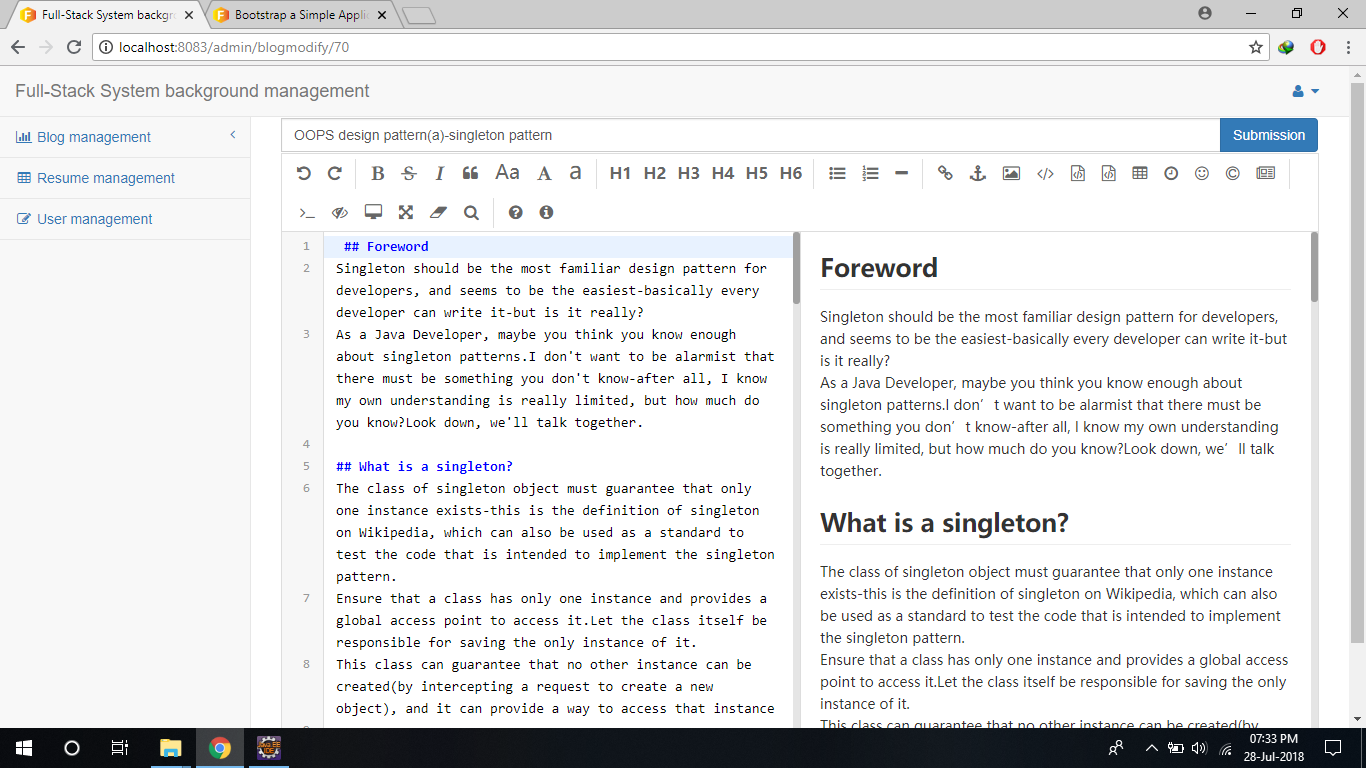 Full-Stack System backgr
Bootstrap a Simple Applic
localhost:8083/admin/blogmodify/70
Full-Stack System background management
Blog management
Resume management
User management
OOPS design pattern(a)-singleton pattern
Submission
B S I Aa A a H1 H2 H3 H4 H5 H6
1 ## Foreword
2 Singleton should be the most familiar design pattern for
developers, and seems to be the easiest-basically every
developer can write it-but is it really?
3 As a Java Developer, maybe you think you know enough
about singleton patterns.I don't want to be alarmist that
there must be something you don't know-after all, I know
my own understanding is really limited, but how much do
you know?Look down, we'll talk together.
4
5 ## What is a singleton?
6 The class of singleton object must guarantee that only
one instance exists-this is the definition of singleton
on Wikipedia, which can also be used as a standard to
test the code that is intended to implement the singleton
pattern.
7 Ensure that a class has only one instance and provides a
global access point to access it.Let the class itself be
responsible for saving the only instance of it.
8 This class can guarantee that no other instance can be
created(by intercepting a request to create a new
object), and it can provide a way to access that instance
Foreword
Singleton should be the most familiar design pattern for developers,
and seems to be the easiest-basically every developer can write it-but
is it really?
As a Java Developer, maybe you think you know enough about
singleton patterns.I don't want to be alarmist that there must be
something you don't know-after all, I know my own understanding
is really limited, but how much do you know?Look down, we'll talk
together.
What is a singleton?
The class of singleton object must guarantee that only one instance
exists-this is the definition of singleton on Wikipedia, which can also
be used as a standard to test the code that is intended to implement
the singleton pattern.
Ensure that a class has only one instance and provides a global access
point to access it.Let the class itself be responsible for saving the only
instance of it.
This class can guarantee that no other instance can be created(by
07:33 PM
28-Jul-2018